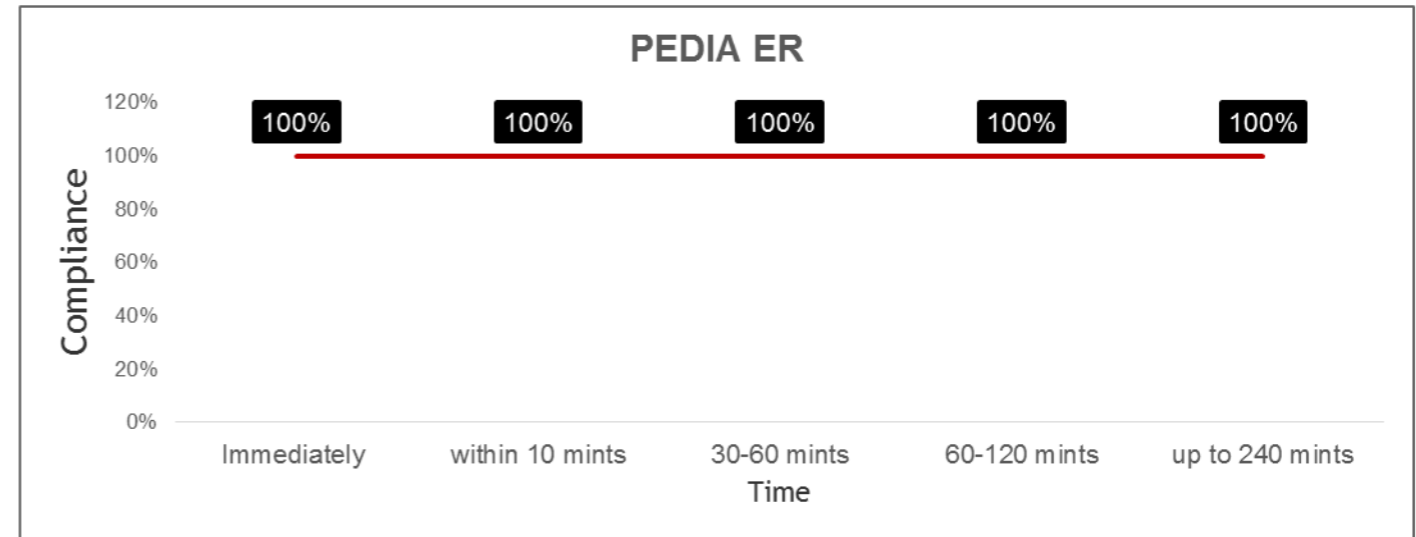 PEDIA ER
120%
100%
80%
60%
40%
20%
0%
Compliance
100% 100% 100% 100% 100%
Immediately within 10 mints 30-60 mints 60-120 mints up to 240 mints
Time